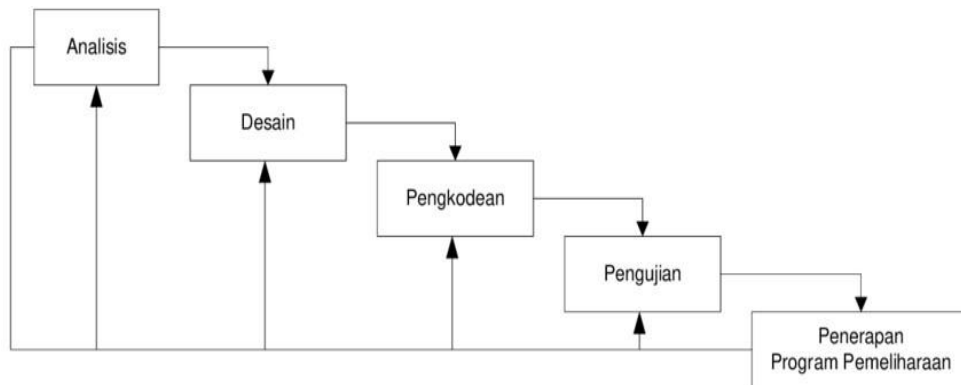 Analisis
Desain
Pengkodean
Pengujian
Penerapan
Program Pemeliharaan